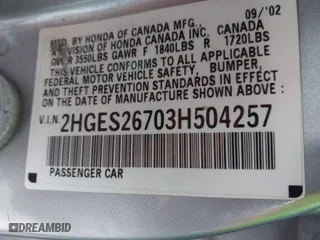 MFD. BY HONDA OF CANADA MFG., 09/'02
A DIVISION OF HONDA CANADA INC., CANADA
GVWR 3550LBS GAWR F 1840LBS R 1720LBS
THIS VEHICLE CONFORMS TO ALL APPLICABLE
FEDERAL MOTOR VEHICLE SAFETY, BUMPER,
AND THEFT PREVENTION STANDARDS IN EFFECT
ON THE DATE OF MANUFACTURE SHOWN ABOVE.
V.I.N. 2HGES26703H504257
PASSENGER CAR
DREAMBID